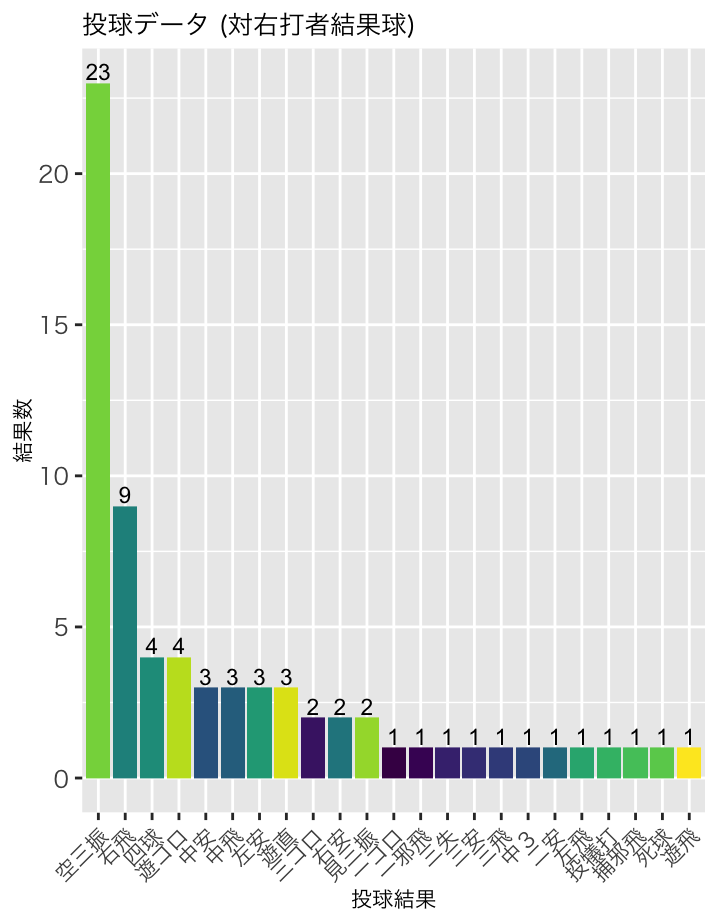 投球データ (対右打者結果球)
結果数
20
15
10
5
0
23
9
4
4
3
3
3
3
2
2
2
1
1
1
1
1
1
1
1
1
1
1
1
空三振
右飛
四球
遊ゴロ
中安
中飛
左安
遊直
三ゴロ
右安
見三振
一ゴロ
一邪飛
三失
三安
三飛
中３
二安
左飛
投犠打
捕邪飛
死球
遊飛
投球結果